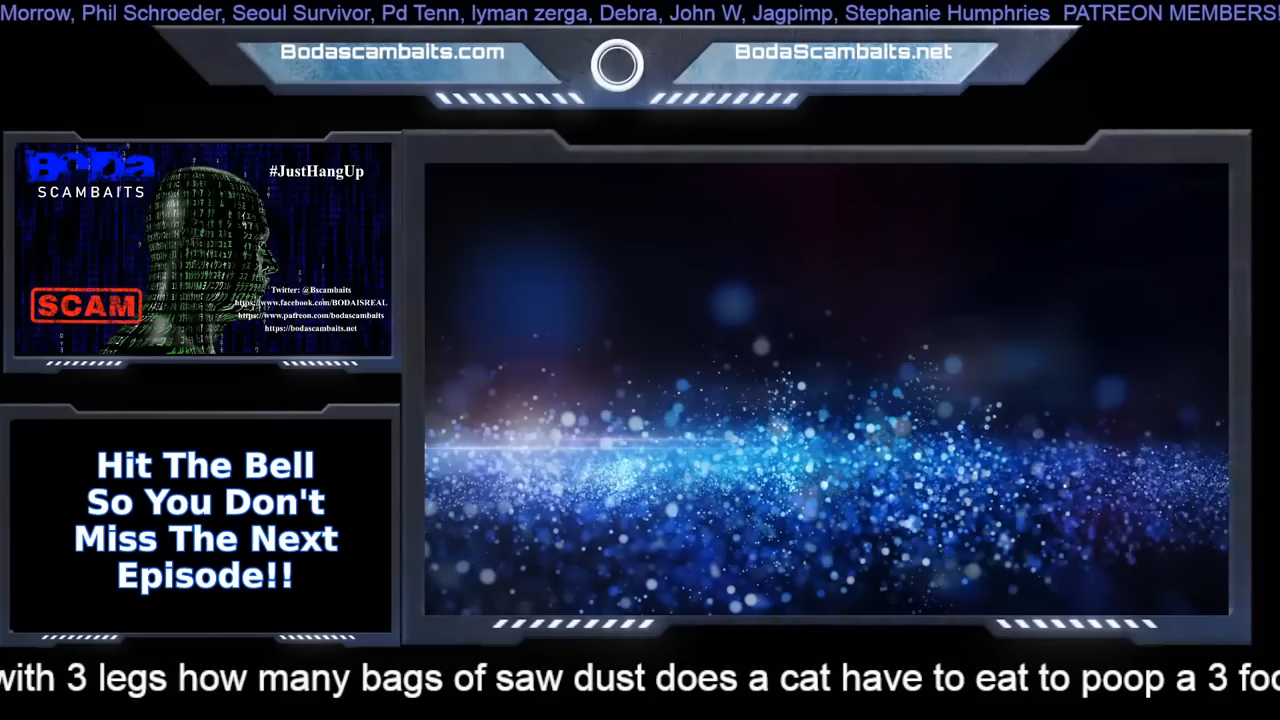 Morrow, Phil Schroeder, Seoul Survivor, Pd Tenn, lyman zerga, Debra, John W, Jagpimp, Stephanie Humphries PATREON MEMBERS
Bodascambaits.com
BodaScambaits.net
BoDa
SCAMBAITS
#JustHangUp
SCAM
Twitter: @Bscambaits
https://www.facebook.com/BODAISREAL
https://www.patreon.com/bodascambaits
https://bodascambaits.net
Hit The Bell
So You Don't
Miss The Next
Episode!!
with 3 legs how many bags of saw dust does a cat have to eat to poop a 3 foo